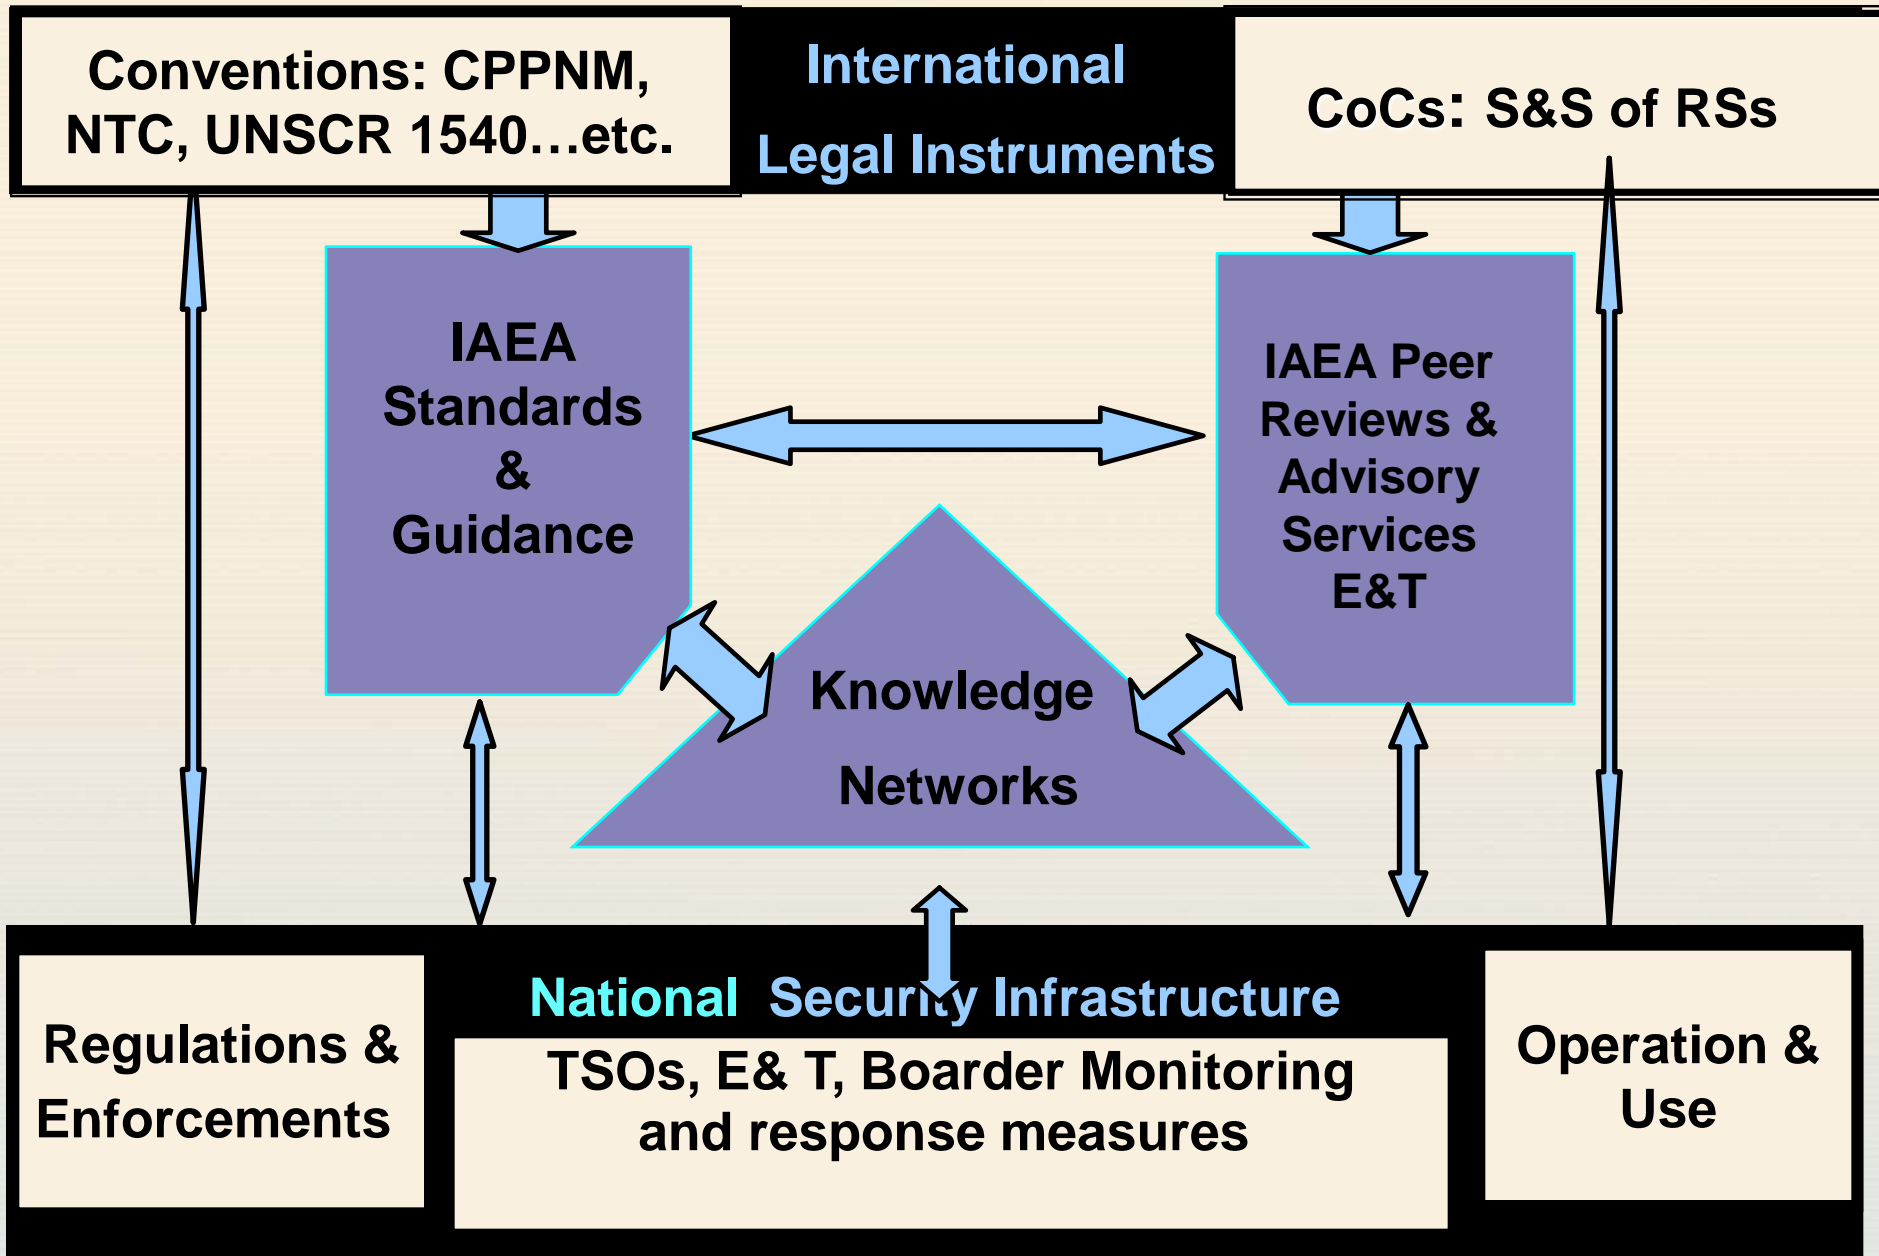 Conventions: CPPNM,
NTC, UNSCR 1540...etc.
International
Legal Instruments
CoCs: S&S of RSs
IAEA
Standards
&
Guidance
IAEA Peer
Reviews &
Advisory
Services
E&T
Knowledge
Networks
National Security Infrastructure
Regulations &
Enforcements
TSOs, E& T, Boarder Monitoring
and response measures
Operation &
Use